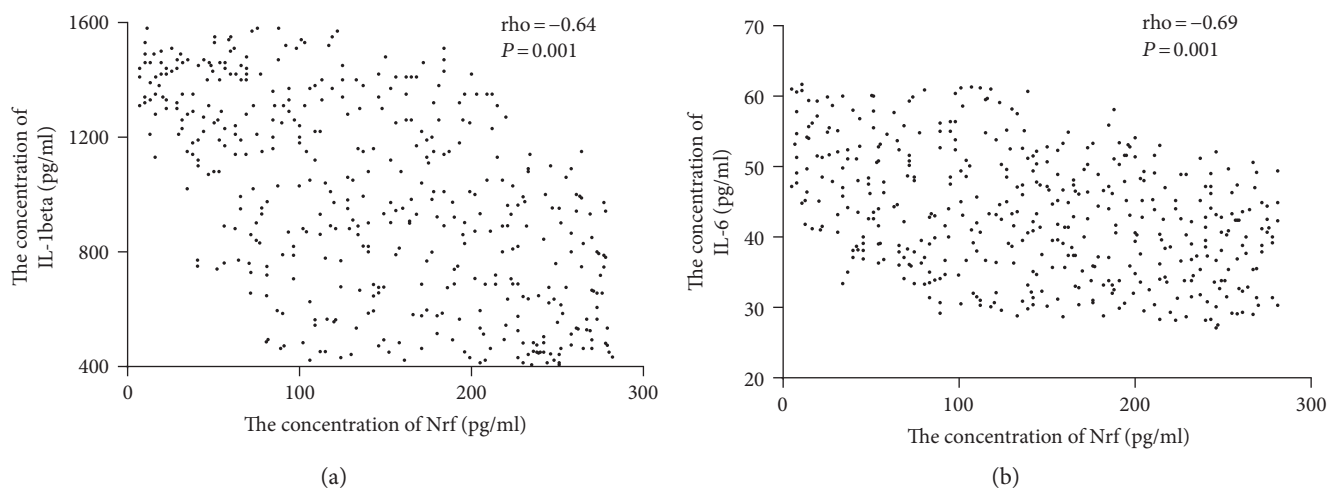 1600
1200
800
400
0
100
200
300
The concentration of
IL-1beta (pg/ml)
The concentration of Nrf (pg/ml)
rho = −0.64
P = 0.001
(a)
70
60
50
40
30
20
0
100
200
300
The concentration of
IL-6 (pg/ml)
The concentration of Nrf (pg/ml)
rho = −0.69
P = 0.001
(b)